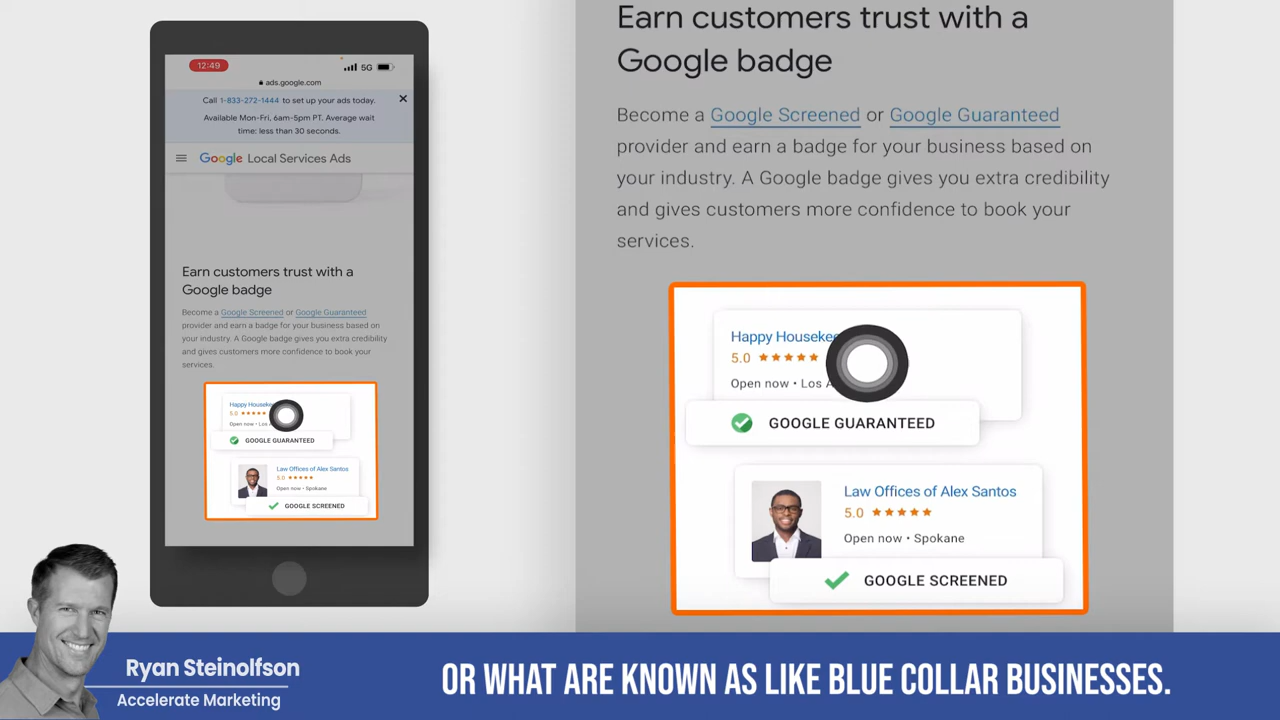 12:49
5G
ads.google.com
Call 1-833-272-1444 to set up your ads today.
Available Mon-Fri, 6am-5pm PT. Average wait
time: less than 30 seconds.
Google Local Services Ads
Earn customers trust with a
Google badge
Become a Google Screened or Google Guaranteed
provider and earn a badge for your business based on
your industry. A Google badge gives you extra credibility
and gives customers more confidence to book your
services.
5.0
Open now •
GOOGLE GUARANTEED
Law Offices of Alex Santos
5.0
Open now • Spokane
GOOGLE SCREENED
Earn customers trust with a
Google badge
Become a Google Screened or Google Guaranteed
provider and earn a badge for your business based on
your industry. A Google badge gives you extra credibility
and gives customers more confidence to book your
services.
Happy
5.0
Open now • Los
GOOGLE GUARANTEED
Law Offices of Alex Santos
5.0
Open now • Spokane
GOOGLE SCREENED
Ryan Steinolfson
Accelerate Marketing
OR WHAT ARE KNOWN AS LIKE BLUE COLLAR BUSINESSES.